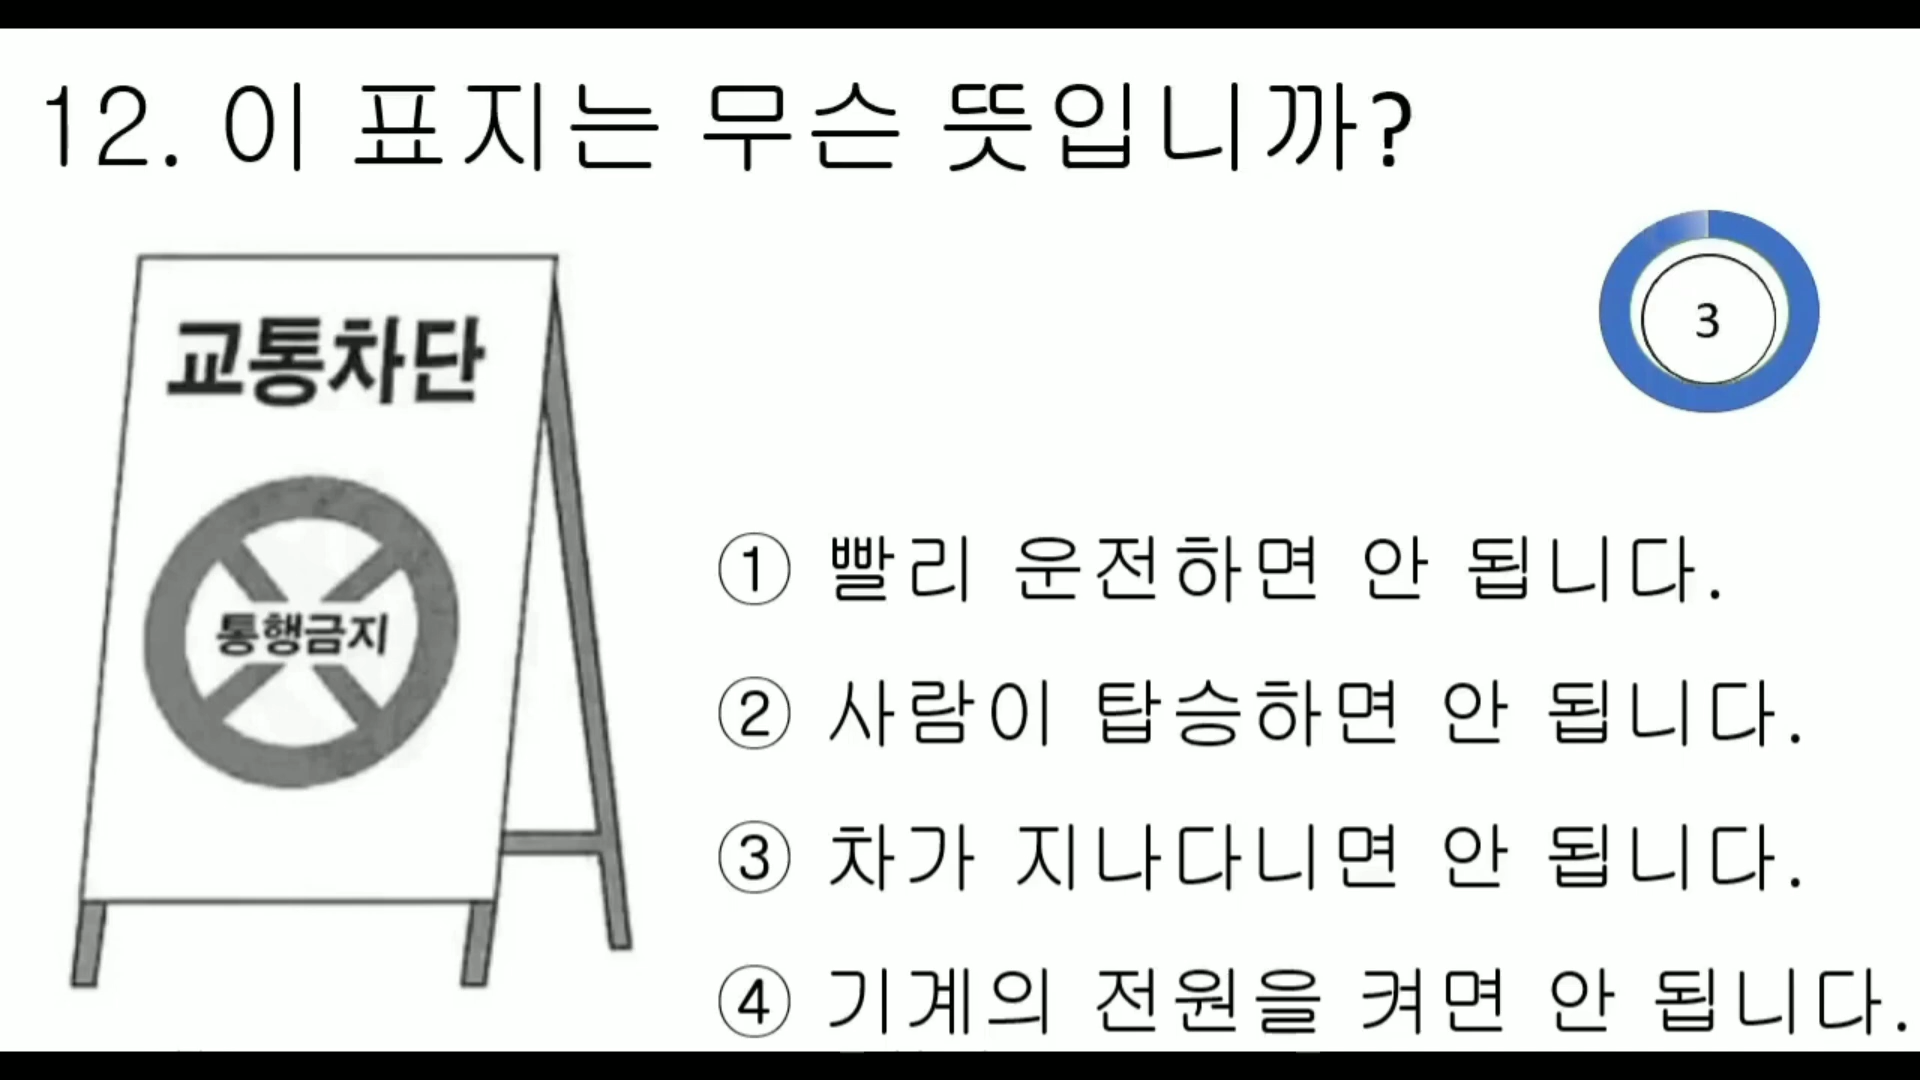 12. 이 표지는 무슨 뜻입니까?
3
교통차단
통행금지
① 빨리 운전하면 안 됩니다.
② 사람이 탑승하면 안 됩니다.
③ 차가 지나다니면 안 됩니다.
④ 기계의 전원을 켜면 안 됩니다.